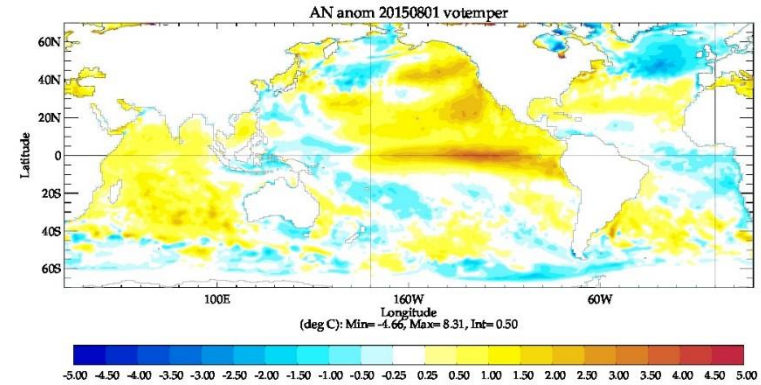 AN anom 20150801 votemper
60N
40N
20N
0
20S
40S
60S
Latitude
100E 160W 60W
Longitude
(deg C): Min= -4.66, Max= 8.31, Int= 0.50
-5.00 -4.50 -4.00 -3.50 -3.00 -2.50 -2.00 -1.50 -1.00 -0.50 -0.25 0.25 0.50 1.00 1.50 2.00 2.50 3.00 3.50 4.00 4.50 5.00